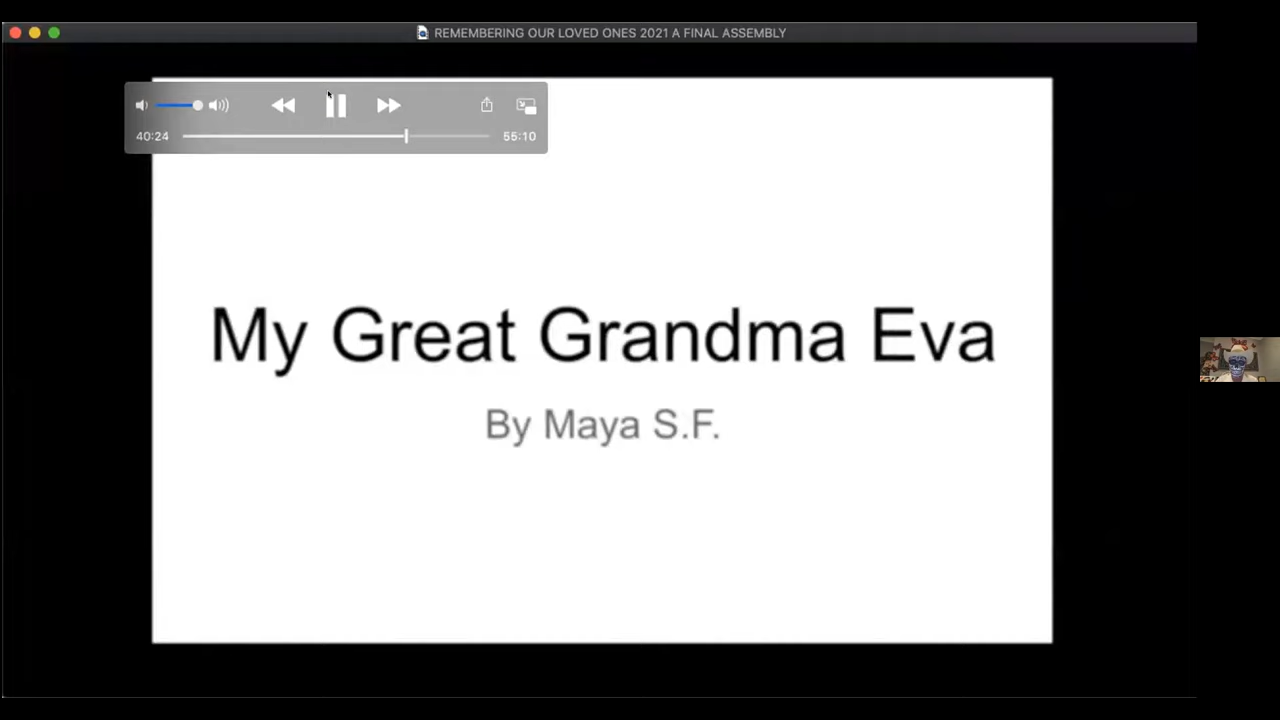 REMEMBERING OUR LOVED ONES 2021 A FINAL ASSEMBLY
40:24
55:10
My Great Grandma Eva
By Maya S.F.